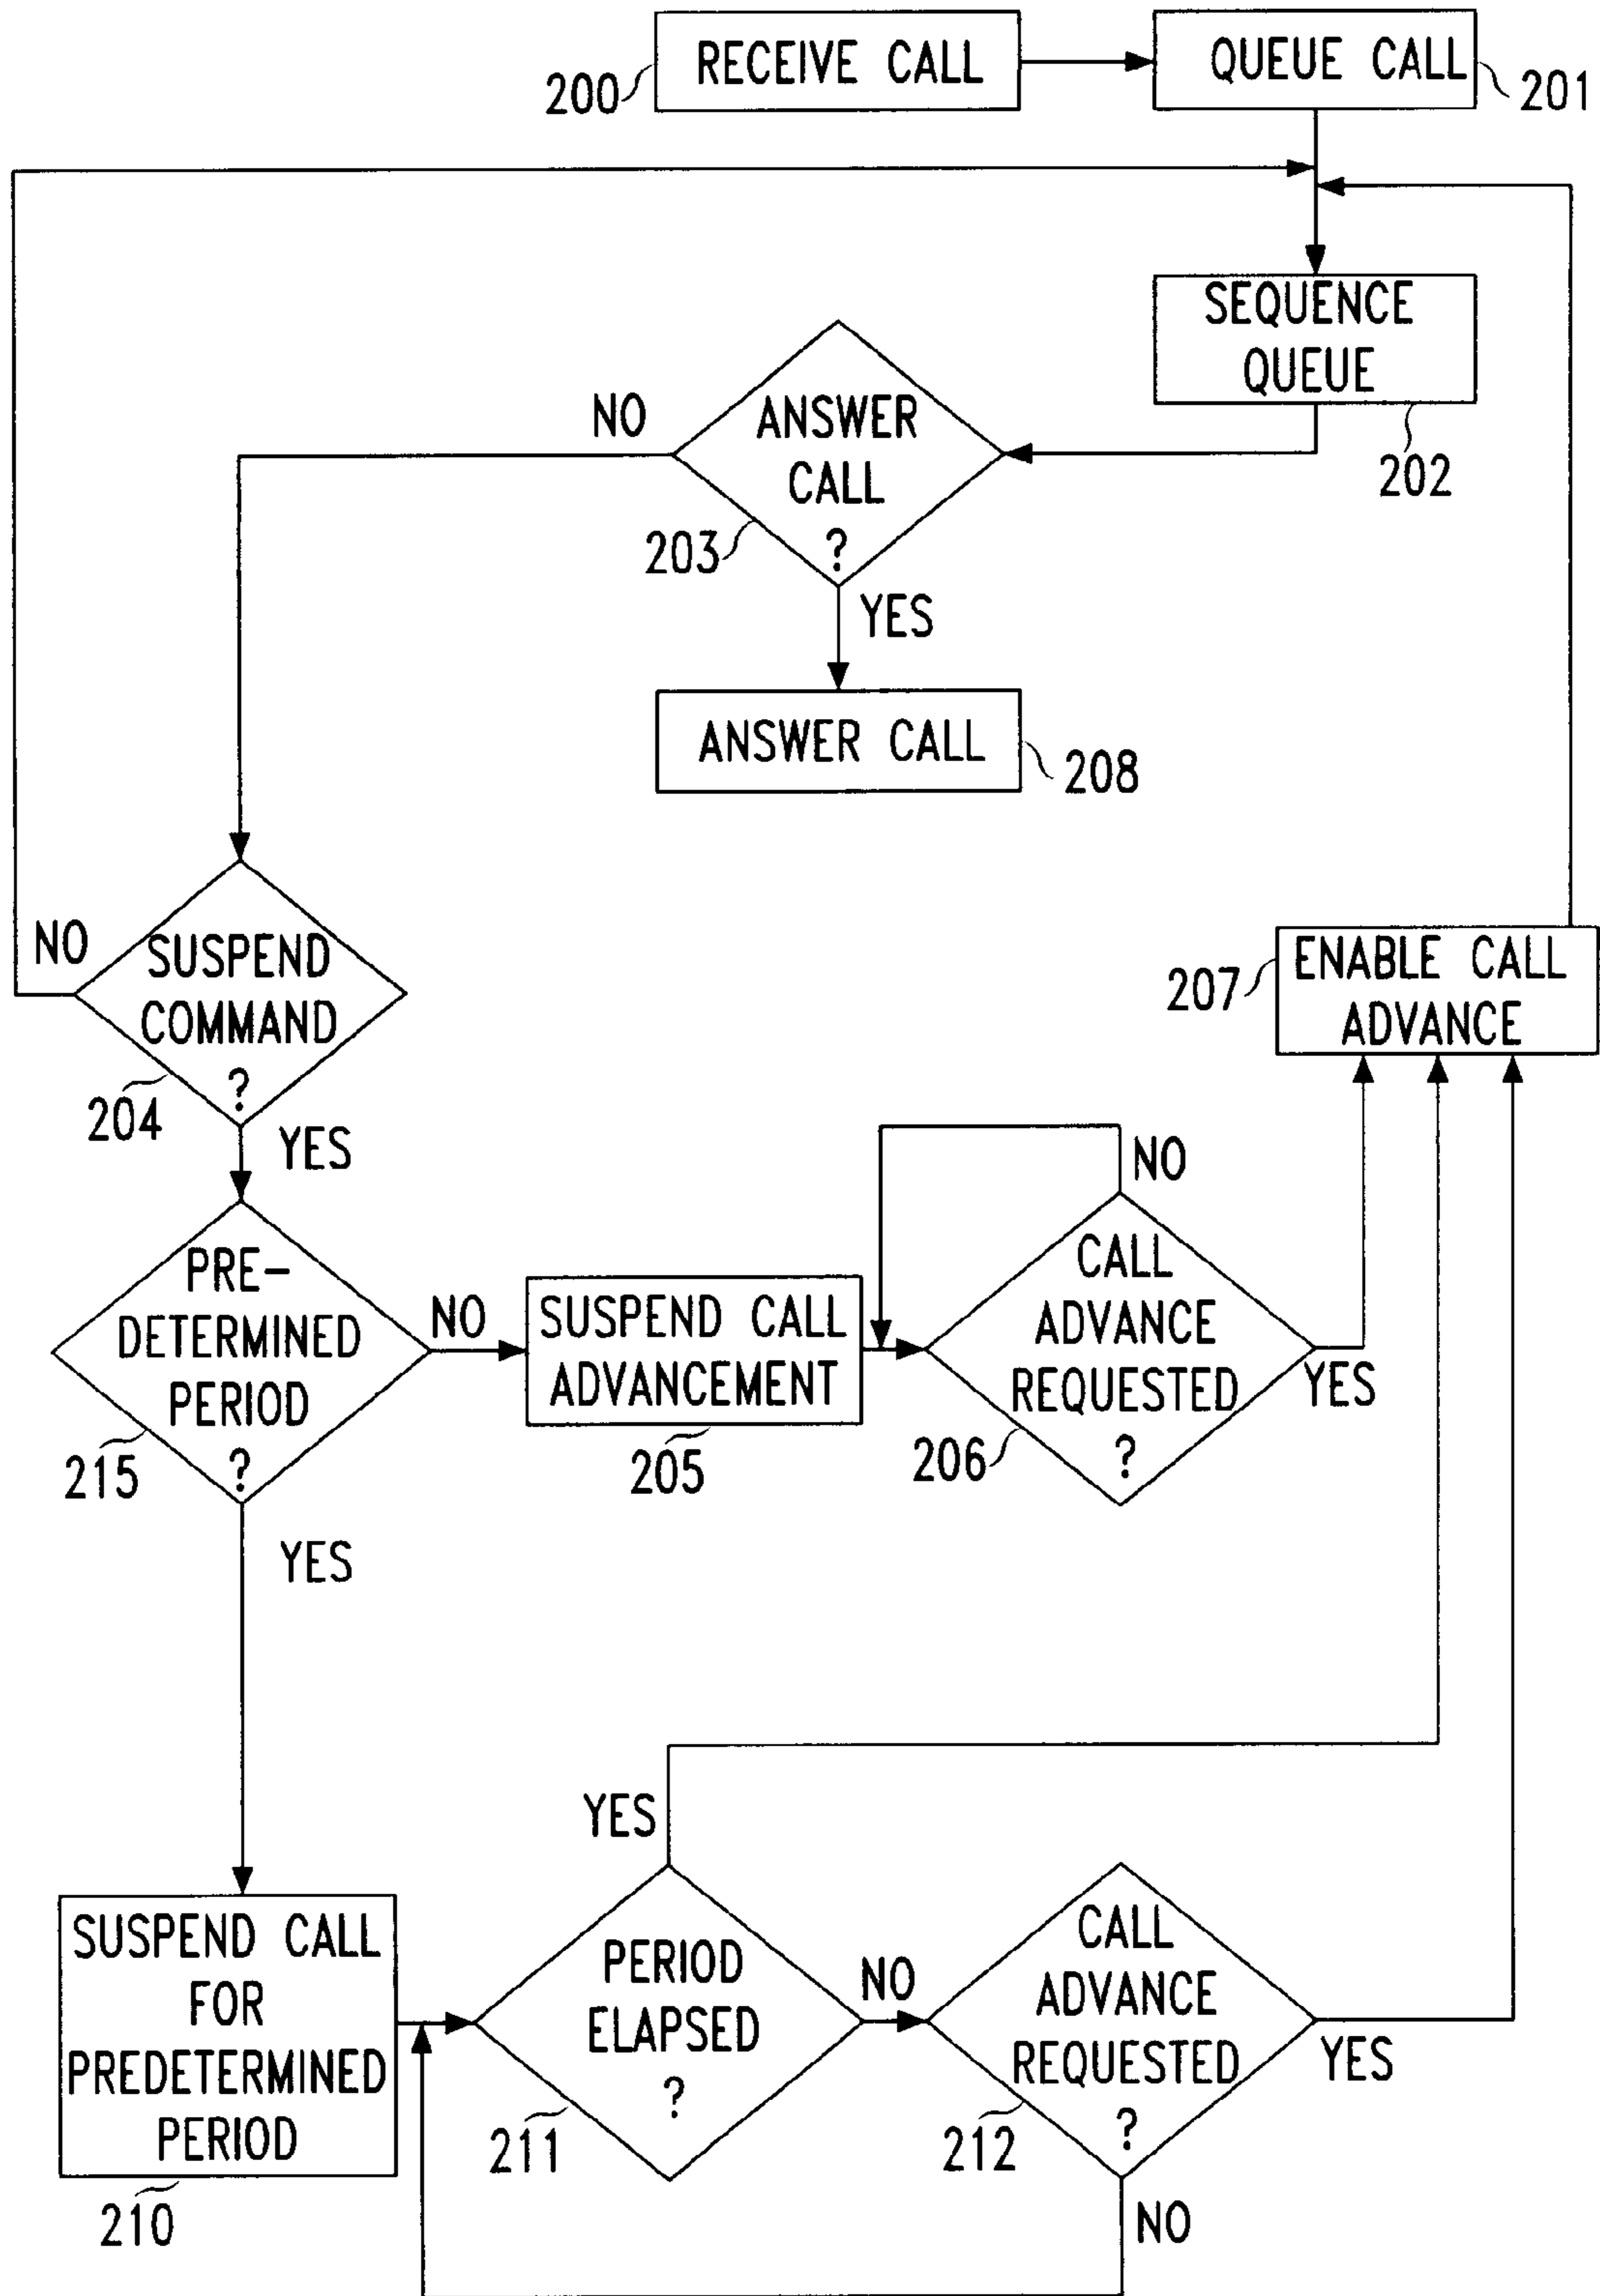 RECEIVE CALL
200
QUEUE CALL
201
SEQUENCE
QUEUE
202
NO
ANSWER
CALL
?
203
YES
ANSWER CALL
208
NO
SUSPEND
COMMAND
?
204
YES
207
ENABLE CALL
ADVANCE
PRE-
DETERMINED
PERIOD
?
215
NO
SUSPEND CALL
ADVANCEMENT
205
NO
CALL
ADVANCE
REQUESTED
?
206
YES
YES
SUSPEND CALL
FOR
PREDETERMINED
PERIOD
210
YES
PERIOD
ELAPSED
?
211
NO
CALL
ADVANCE
REQUESTED
?
212
YES
NO